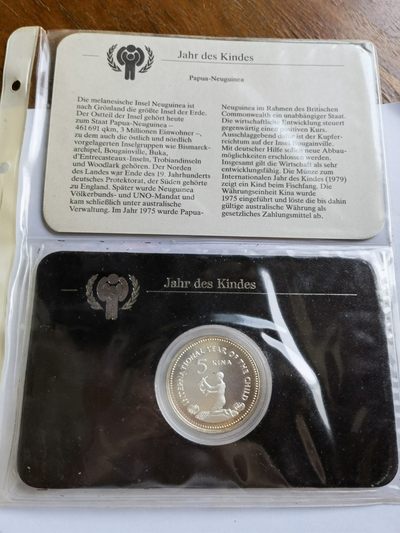 Jahr des Kindes
Papua-Neuguinea
Die melanesische Insel Neuguinea ist
nach Grönland die größte Insel der Erde.
Der Ostteil der Insel gehört heute
zum Staat Papua-Neuguinea –
461 691 qkm, 3 Millionen Einwohner –,
zu dem auch die östlich und nördlich
vorgelagerten Inselgruppen wie Bismarck-
archipel, Bougainville, Buka,
d'Entrecasteaux-Inseln, Trobiandinseln
und Woodlark gehören. Der Norden
des Landes war Ende des 19. Jahrhunderts
deutsches Protektorat, der Süden gehörte
zu England. Später wurde Neuguinea
Völkerbunds- und UNO-Mandat und
kam schließlich unter australische
Verwaltung. Im Jahr 1975 wurde Papua-
Neuguinea im Rahmen des Britischen
Commonwealth ein unabhängiger Staat.
Die wirtschaftliche Entwicklung steuert
gegenwärtig einen positiven Kurs.
Ausschlaggebend dafür ist der Kupfer-
reichtum auf der Insel Bougainville.
Mit deutscher Hilfe sollen neue Abbau-
möglichkeiten erschlossen werden.
Insgesamt gilt die Wirtschaft als sehr
entwicklungsfähig. Die Münze zum
Internationalen Jahr des Kindes (1979)
zeigt ein Kind beim Fischfang. Die
Währungseinheit Kina wurde
1975 eingeführt und löste die bis dahin
gültige australische Währung als
gesetzliches Zahlungsmittel ab.
Jahr des Kindes
INTERNATIONAL YEAR OF THE CHILD
5
KINA